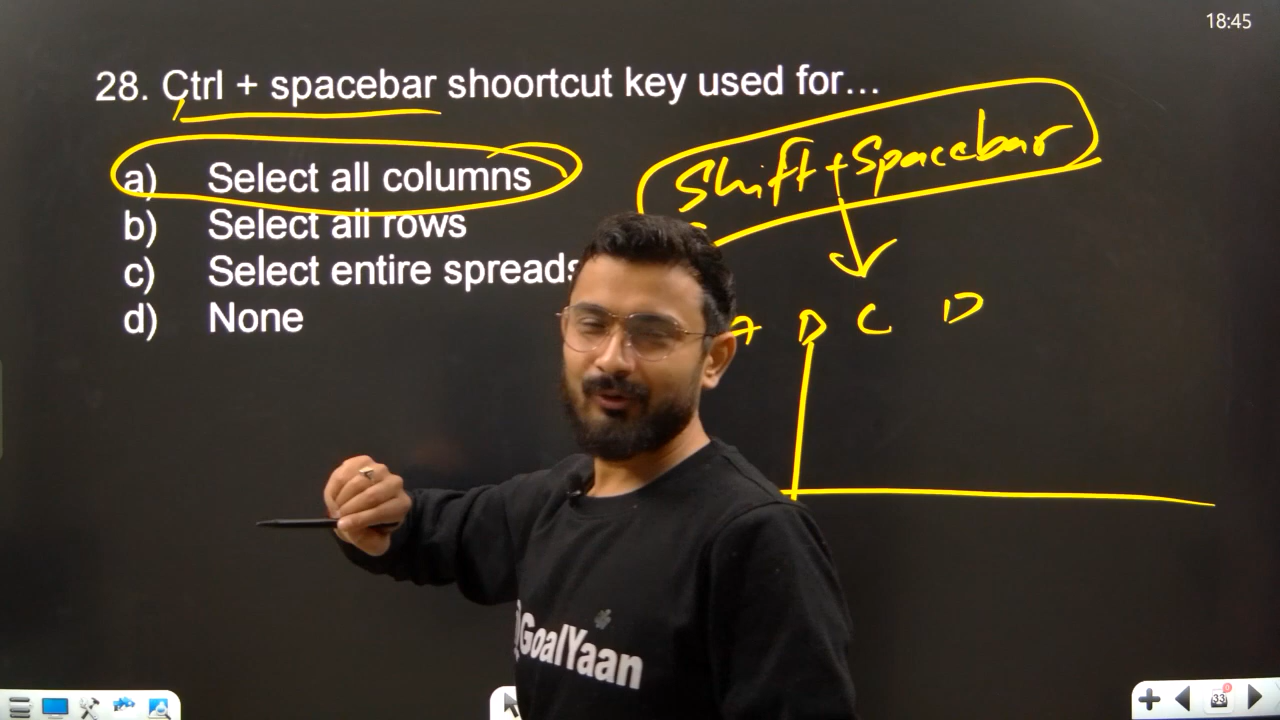 18:45
28. Ctrl + spacebar shoortcut key used for...
a) Select all columns
b) Select all rows
c) Select entire spreads
d) None
Shift + Spacebar
A B C D
@GoalYaan
33